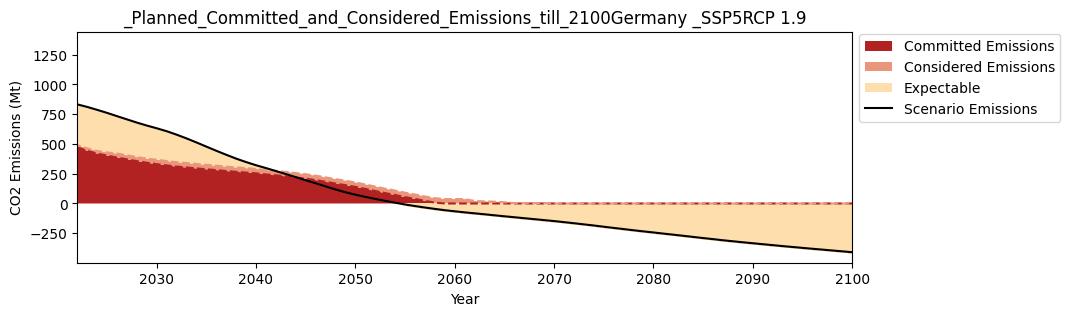 _Planned_Committed_and_Considered_Emissions_till_2100Germany _SSP5RCP 1.9
Committed Emissions
Considered Emissions
Expectable
Scenario Emissions
CO2 Emissions (Mt)
1250
1000
750
500
250
0
−250
2030 2040 2050 2060 2070 2080 2090 2100
Year